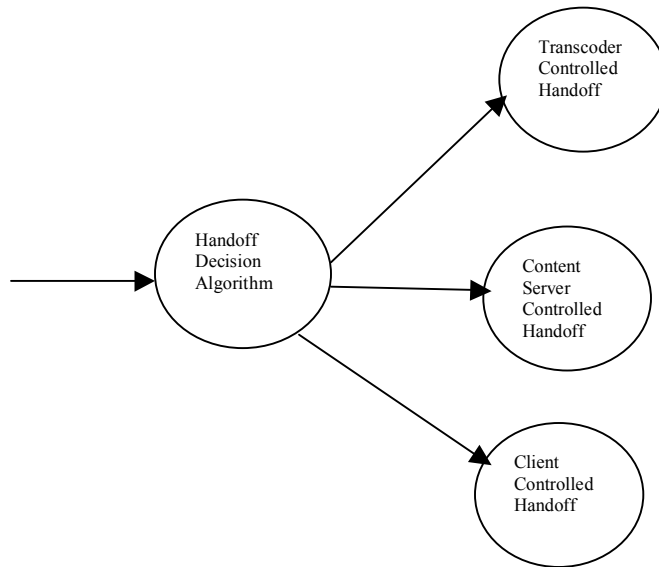 Transcoder
Controlled
Handoff
Handoff
Decision
Algorithm
Content
Server
Controlled
Handoff
Client
Controlled
Handoff